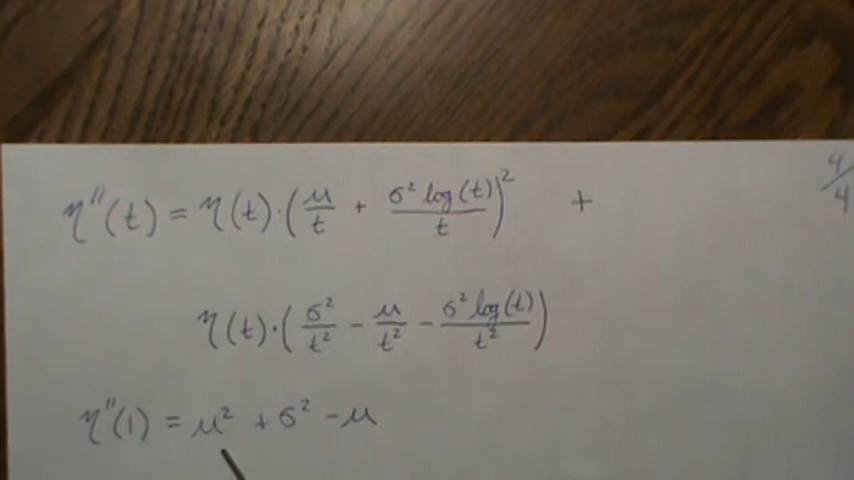 η''(t) = η(t)·(μ/t + σ² log(t)/t)² +
4/4
η(t)·(σ²/t² - μ/t² - σ² log(t)/t²)
η''(1) = μ² + σ² - μ